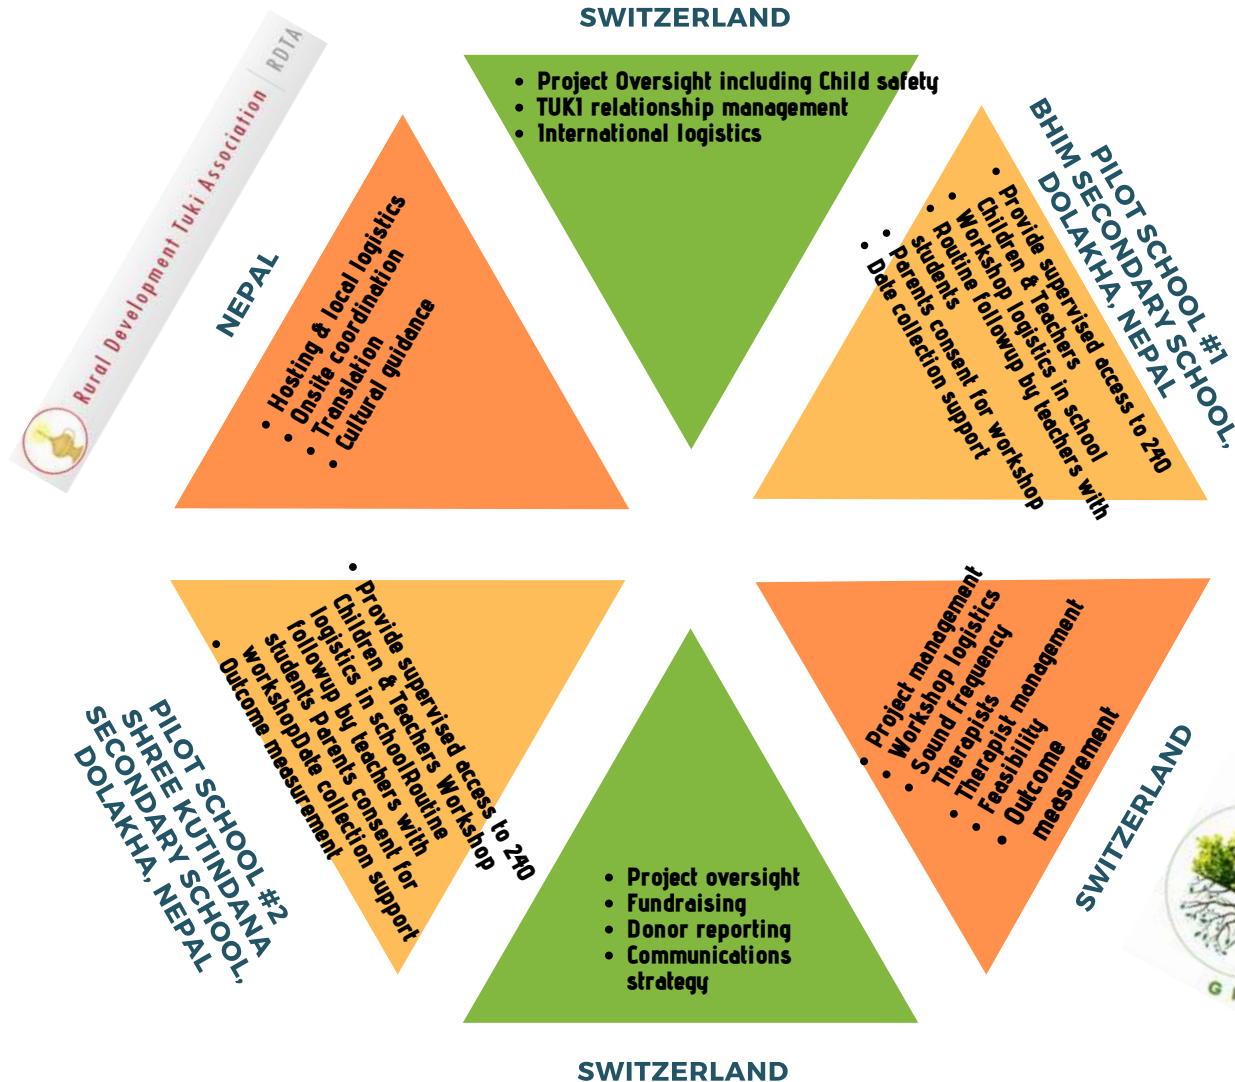 SWITZERLAND
• Project Oversight including Child safety
• TUKI relationship management
• International logistics
Rural Development Tuki Association | RDTA
NEPAL
• Hosting & local logistics
• Onsite coordination
• Translation
• Cultural guidance
PILOT SCHOOL #1
BHIM SECONDARY SCHOOL,
DOLAKHA, NEPAL
• Provide supervised access to 240
Children & Teachers
• Workshop logistics in school
• Routine followup by teachers with
students
• Parents consent for workshop
• Date collection support
PILOT SCHOOL #2
SHREE KUTINDANA
SECONDARY SCHOOL,
DOLAKHA, NEPAL
• Provide supervised access to 240
Children & Teachers Workshop
logistics in schoolRoutine
followup by teachers with
students Parents consent for
workshopDate collection support
• Outcome measurement
• Project management
• Workshop logistics
• Sound frequency
Therapists
• Therapist management
• Feasibility
• Outcome
measurement
SWITZERLAND
• Project oversight
• Fundraising
• Donor reporting
• Communications
strategy
SWITZERLAND
G